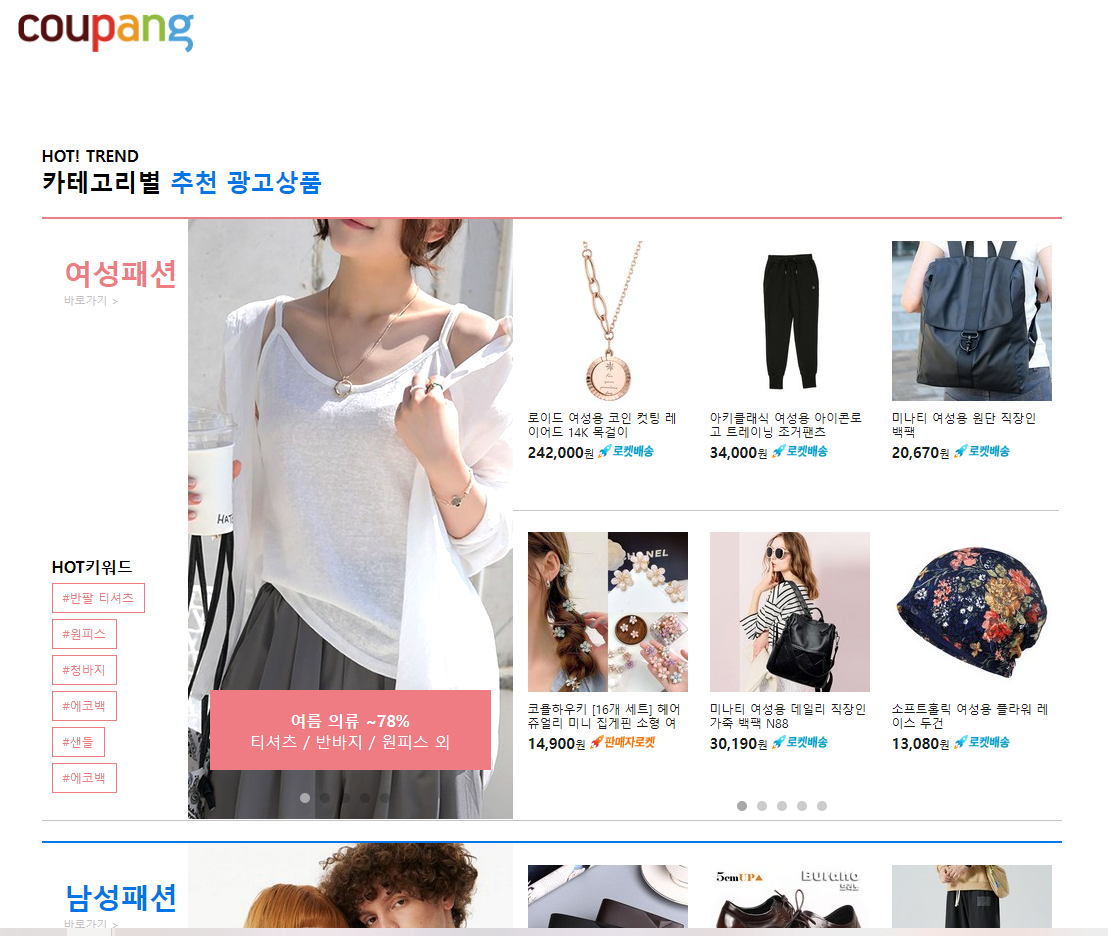 coupang
HOT! TREND
카테고리별 추천 광고상품
여성패션
바로가기 >
HOT키워드
#반팔 티셔츠
#원피스
#청바지
#에코백
#샌들
#에코백
여름 의류 ~78%
티셔츠 / 반바지 / 원피스 외
로이드 여성용 코인 컷팅 레
이어드 14K 목걸이
242,000원 로켓배송
아키클래식 여성용 아이콘로
고 트레이닝 조거팬츠
34,000원 로켓배송
미나티 여성용 원단 직장인
백팩
20,670원 로켓배송
CHANEL
코플하우키 [16개 세트] 헤어
쥬얼리 미니 집게핀 소형 여
14,900원 판매자로켓
미나티 여성용 데일리 직장인
가죽 백팩 N88
30,190원 로켓배송
소프트홀릭 여성용 플라워 레
이스 두건
13,080원 로켓배송
남성패션
바로가기 >
5cmUP▲
Burano